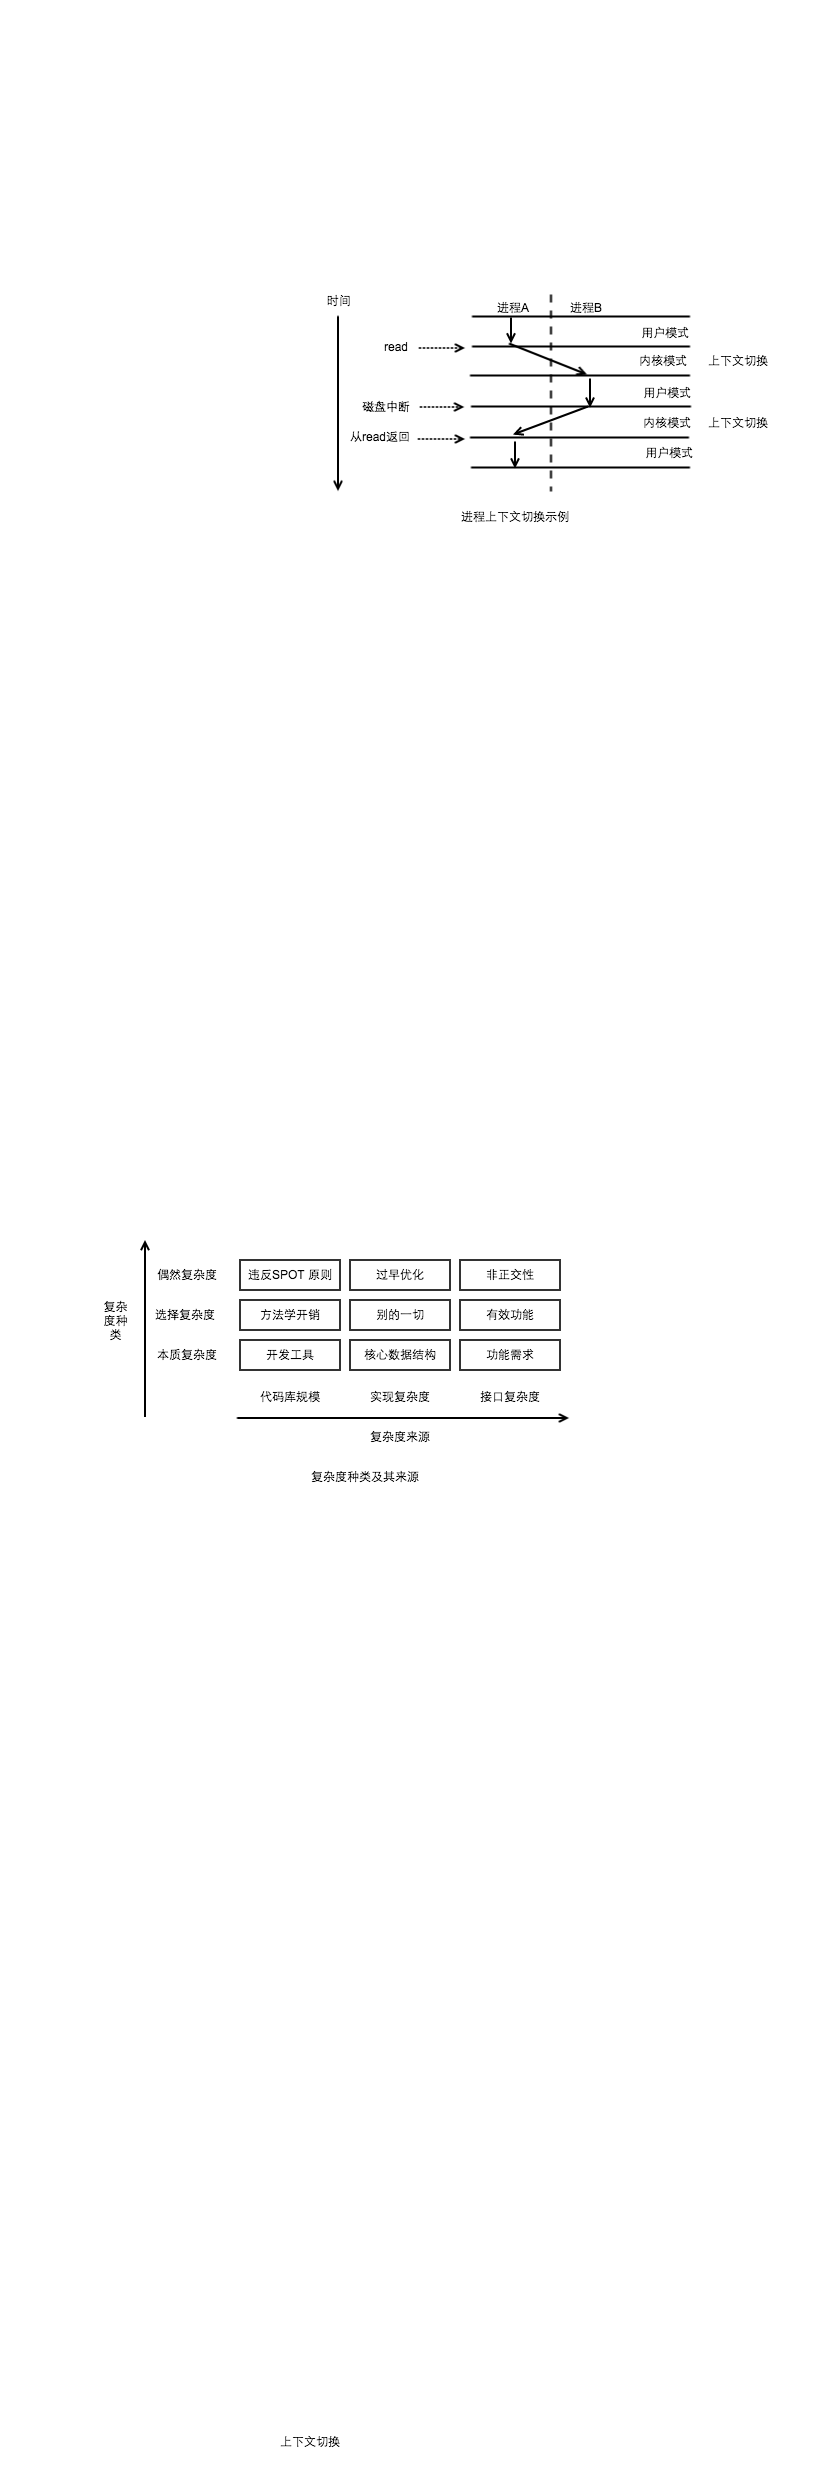 时间
进程A
进程B
用户模式
read
内核模式
上下文切换
用户模式
磁盘中断
内核模式
上下文切换
从read返回
用户模式
进程上下文切换示例
复杂
度种
类
偶然复杂度
违反SPOT 原则
过早优化
非正交性
选择复杂度
方法学开销
别的一切
有效功能
本质复杂度
开发工具
核心数据结构
功能需求
代码库规模
实现复杂度
接口复杂度
复杂度来源
复杂度种类及其来源
上下文切换